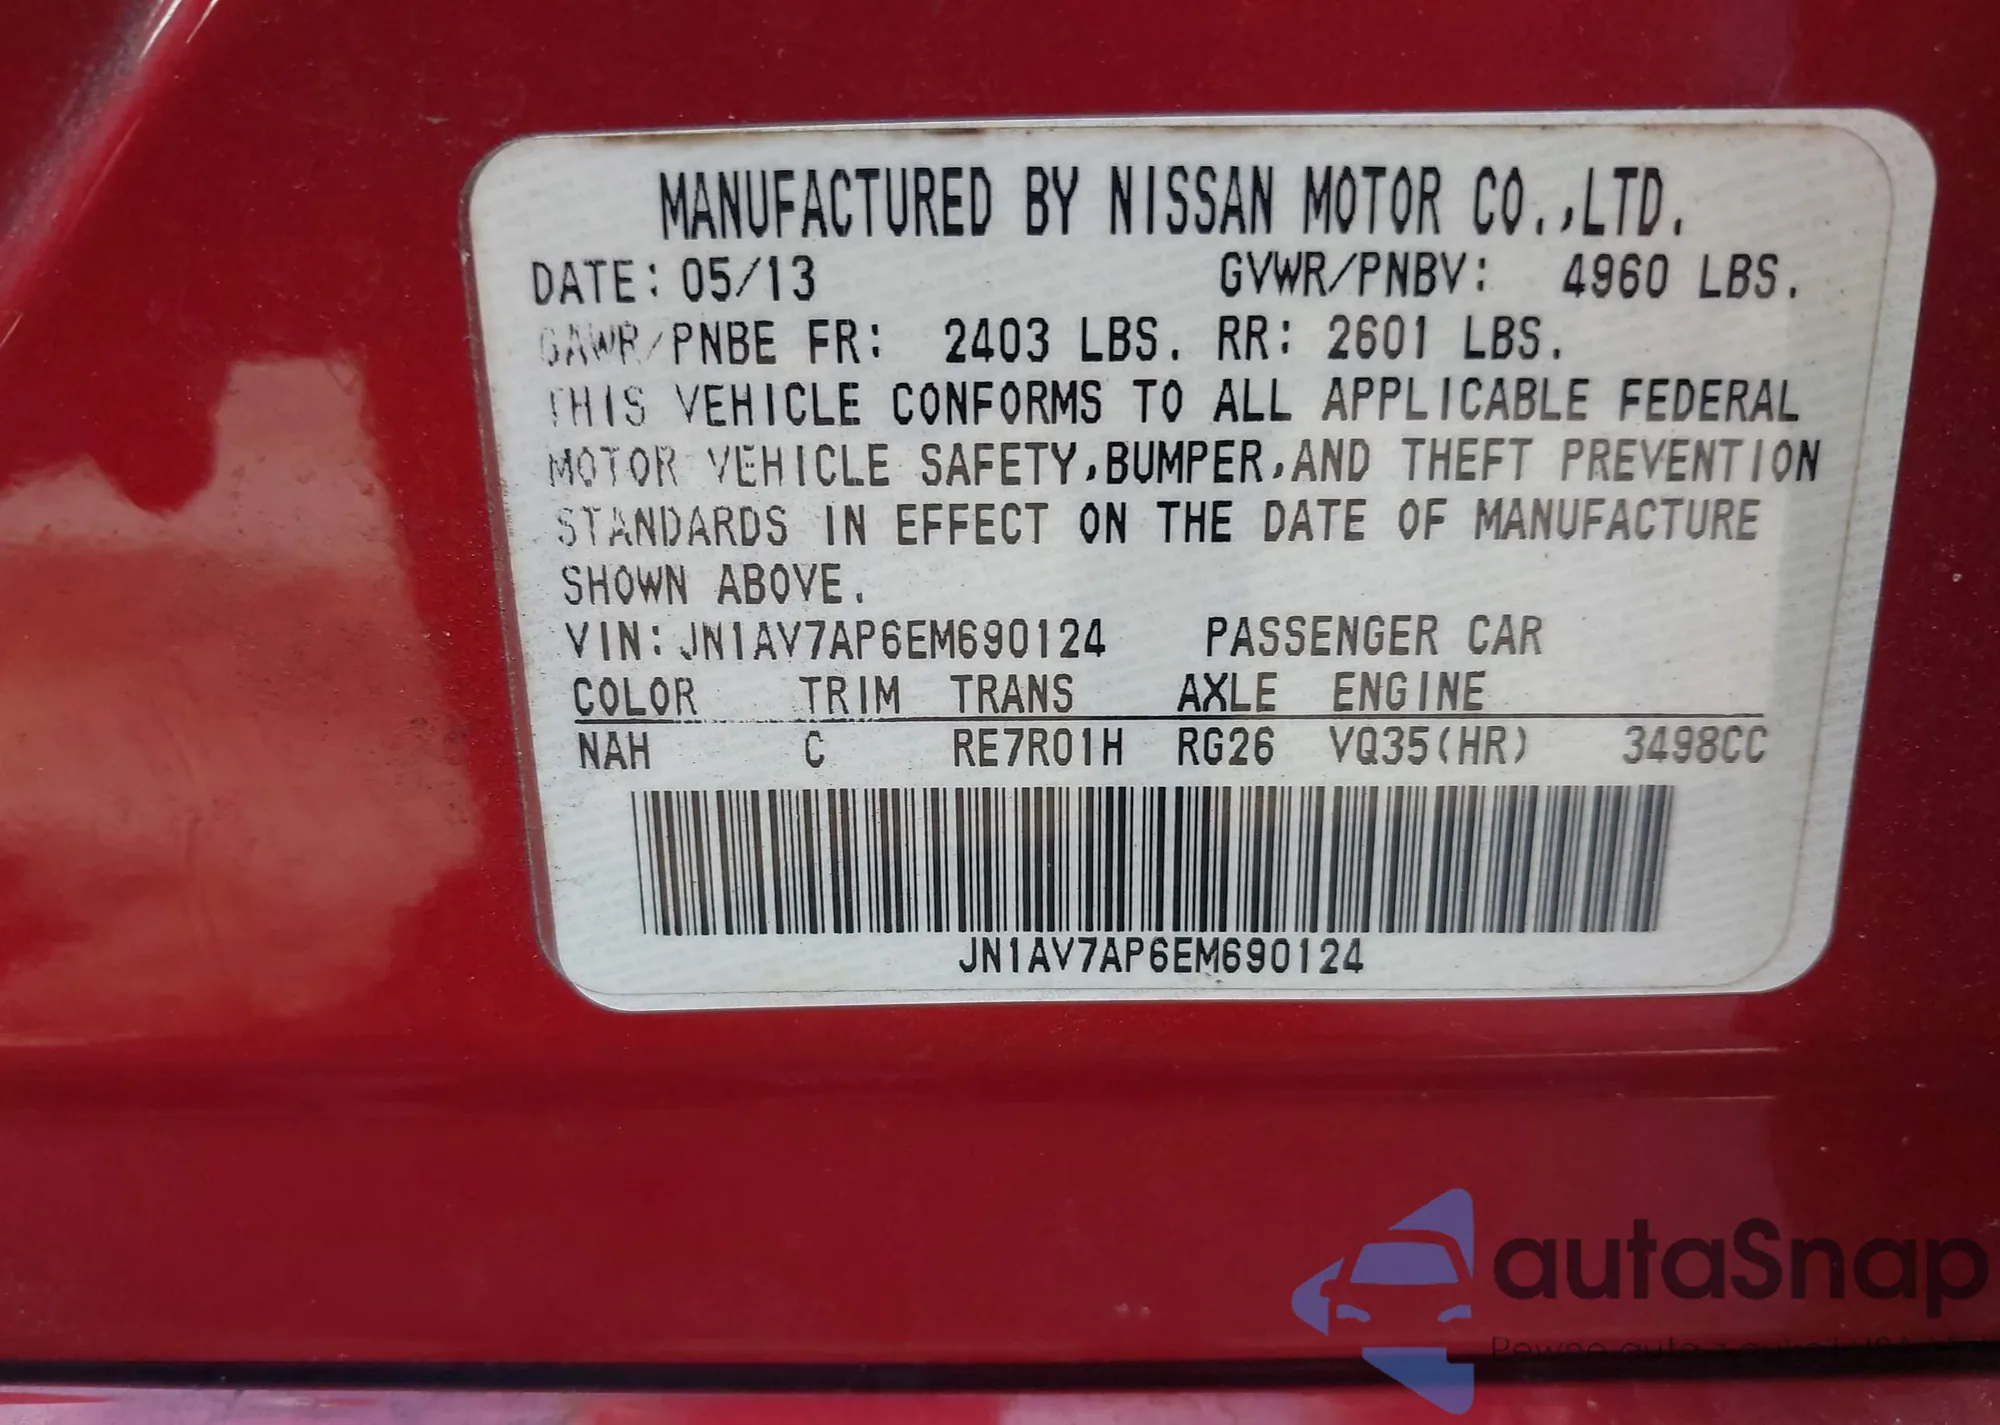 MANUFACTURED BY NISSAN MOTOR CO.,LTD.
DATE: 05/13 GVWR/PNBV: 4960 LBS.
GAWR/PNBE FR: 2403 LBS. RR: 2601 LBS.
THIS VEHICLE CONFORMS TO ALL APPLICABLE FEDERAL
MOTOR VEHICLE SAFETY,BUMPER,AND THEFT PREVENTION
STANDARDS IN EFFECT ON THE DATE OF MANUFACTURE
SHOWN ABOVE.
VIN:JN1AV7AP6EM690124 PASSENGER CAR
COLOR TRIM TRANS AXLE ENGINE
NAH C RE7R01H RG26 VQ35(HR) 3498CC
JN1AV7AP6EM690124
autaSnap
Pewne auta z